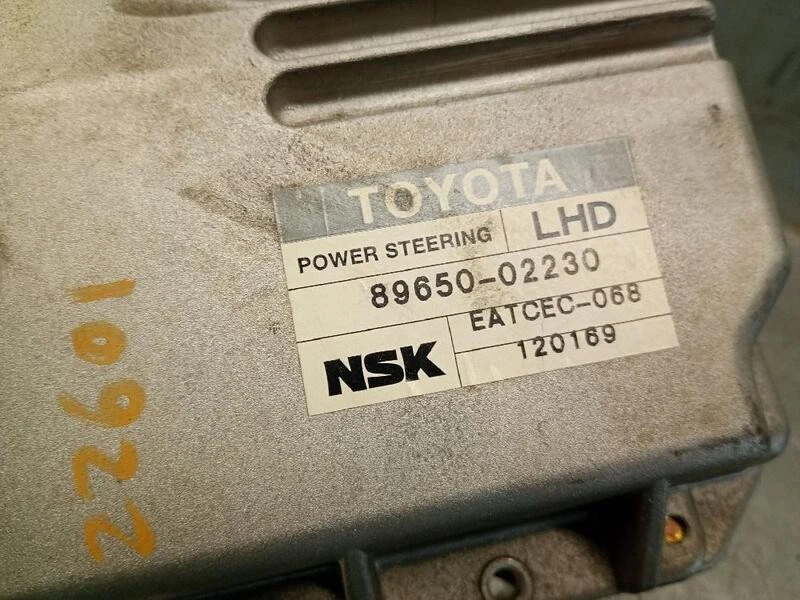 TOYOTA
POWER STEERING LHD
89650-02230
NSK EATCEC-068
120169
22601